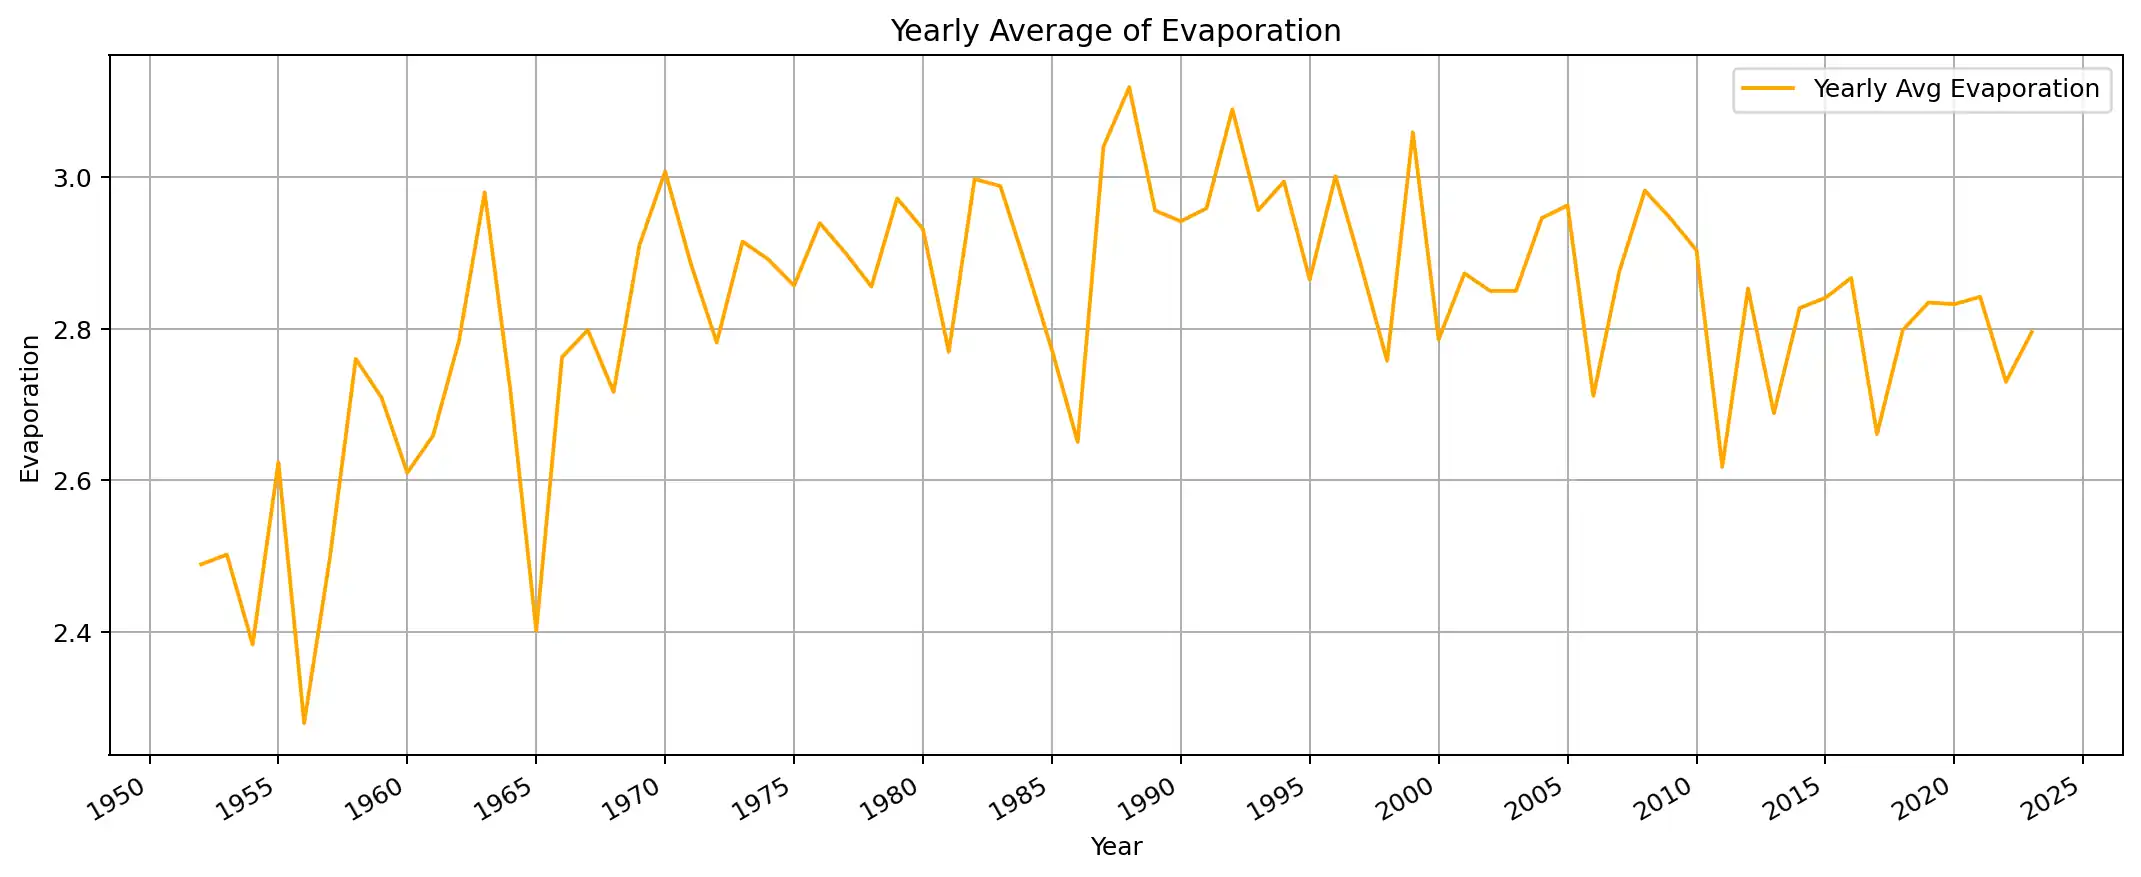 Yearly Average of Evaporation
Yearly Avg Evaporation
3.0
2.8
2.6
2.4
Evaporation
1950 1955 1960 1965 1970 1975 1980 1985 1990 1995 2000 2005 2010 2015 2020 2025
Year